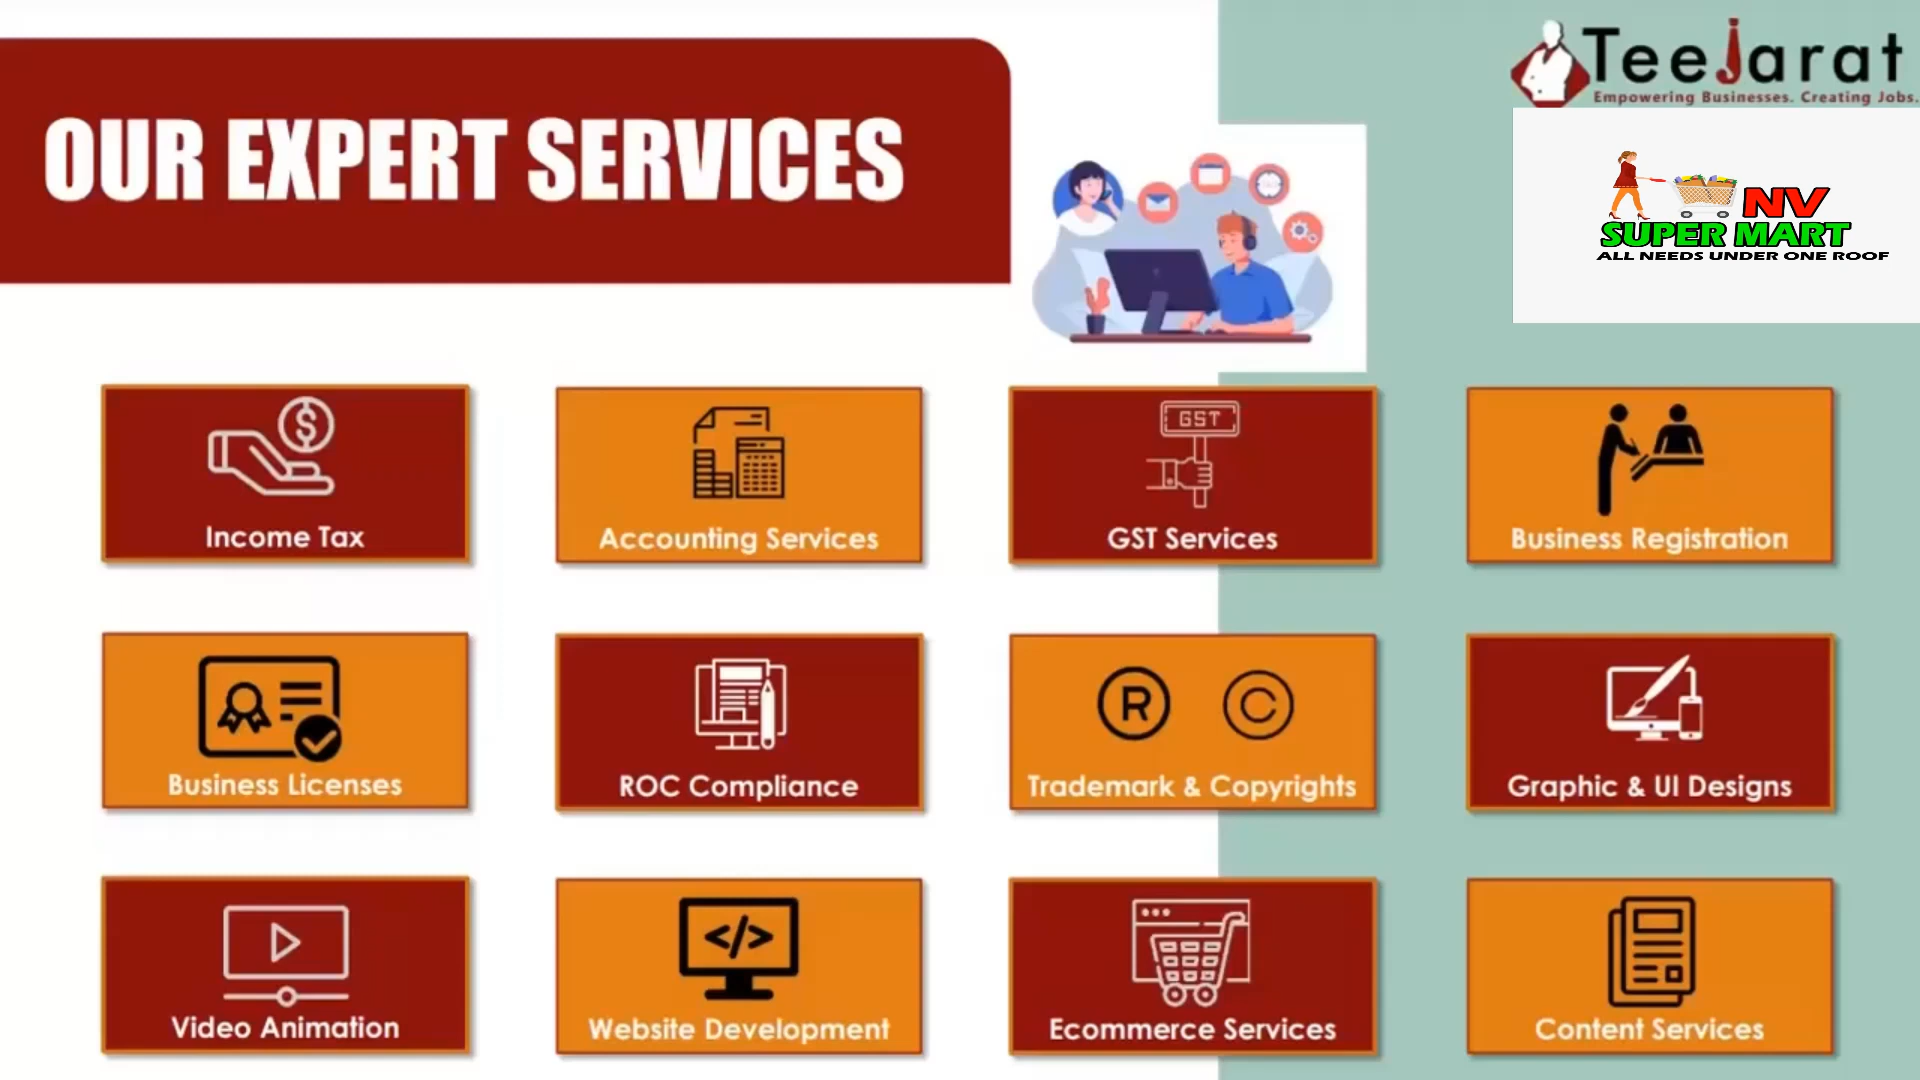 TeeJarat
Empowering Businesses. Creating Jobs.
OUR EXPERT SERVICES
NV
SUPER MART
ALL NEEDS UNDER ONE ROOF
$
Income Tax
Accounting Services
GST
GST Services
Business Registration
Business Licenses
ROC Compliance
R C
Trademark & Copyrights
Graphic & UI Designs
Video Animation
</>
Website Development
Ecommerce Services
Content Services